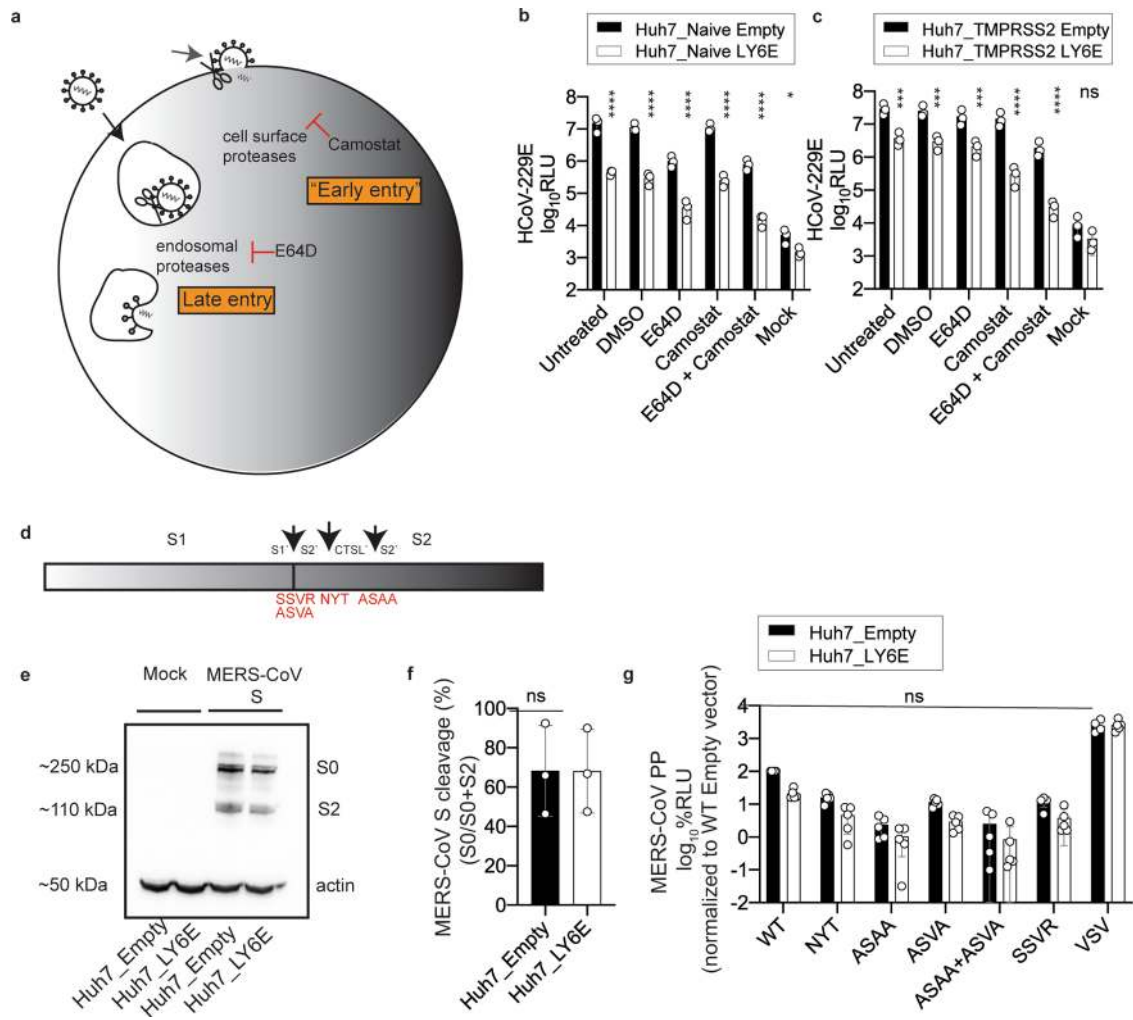 a
cell surface
proteases
Camostat
"Early entry"
endosomal
proteases
E64D
Late entry
b
Huh7_Naive Empty
Huh7_Naive LY6E
HCoV-229E
log10RLU
8
7
6
5
4
3
2
****
****
****
****
****
*
Untreated
DMSO
E64D
Camostat
E64D + Camostat
Mock
c
Huh7_TMPRSS2 Empty
Huh7_TMPRSS2 LY6E
HCoV-229E
log10RLU
8
7
6
5
4
3
2
***
***
***
****
****
ns
Untreated
DMSO
E64D
Camostat
E64D + Camostat
Mock
d
S1
S1` S2` CTSL` S2`
S2
SSVR NYT ASAA
ASVA
e
Mock
MERS-CoV
S
~250 kDa
~110 kDa
~50 kDa
S0
S2
actin
Huh7_Empty
Huh7_LY6E
Huh7_Empty
Huh7_LY6E
f
MERS-CoV S cleavage (%)
(S0/S0+S2)
100
80
60
40
20
0
ns
Huh7_Empty
Huh7_LY6E
g
Huh7_Empty
Huh7_LY6E
MERS-CoV PP
log10%RLU
(normalized to WT Empty vector)
4
3
2
1
0
-1
-2
ns
WT
NYT
ASAA
ASVA
ASAA+ASVA
SSVR
VSV